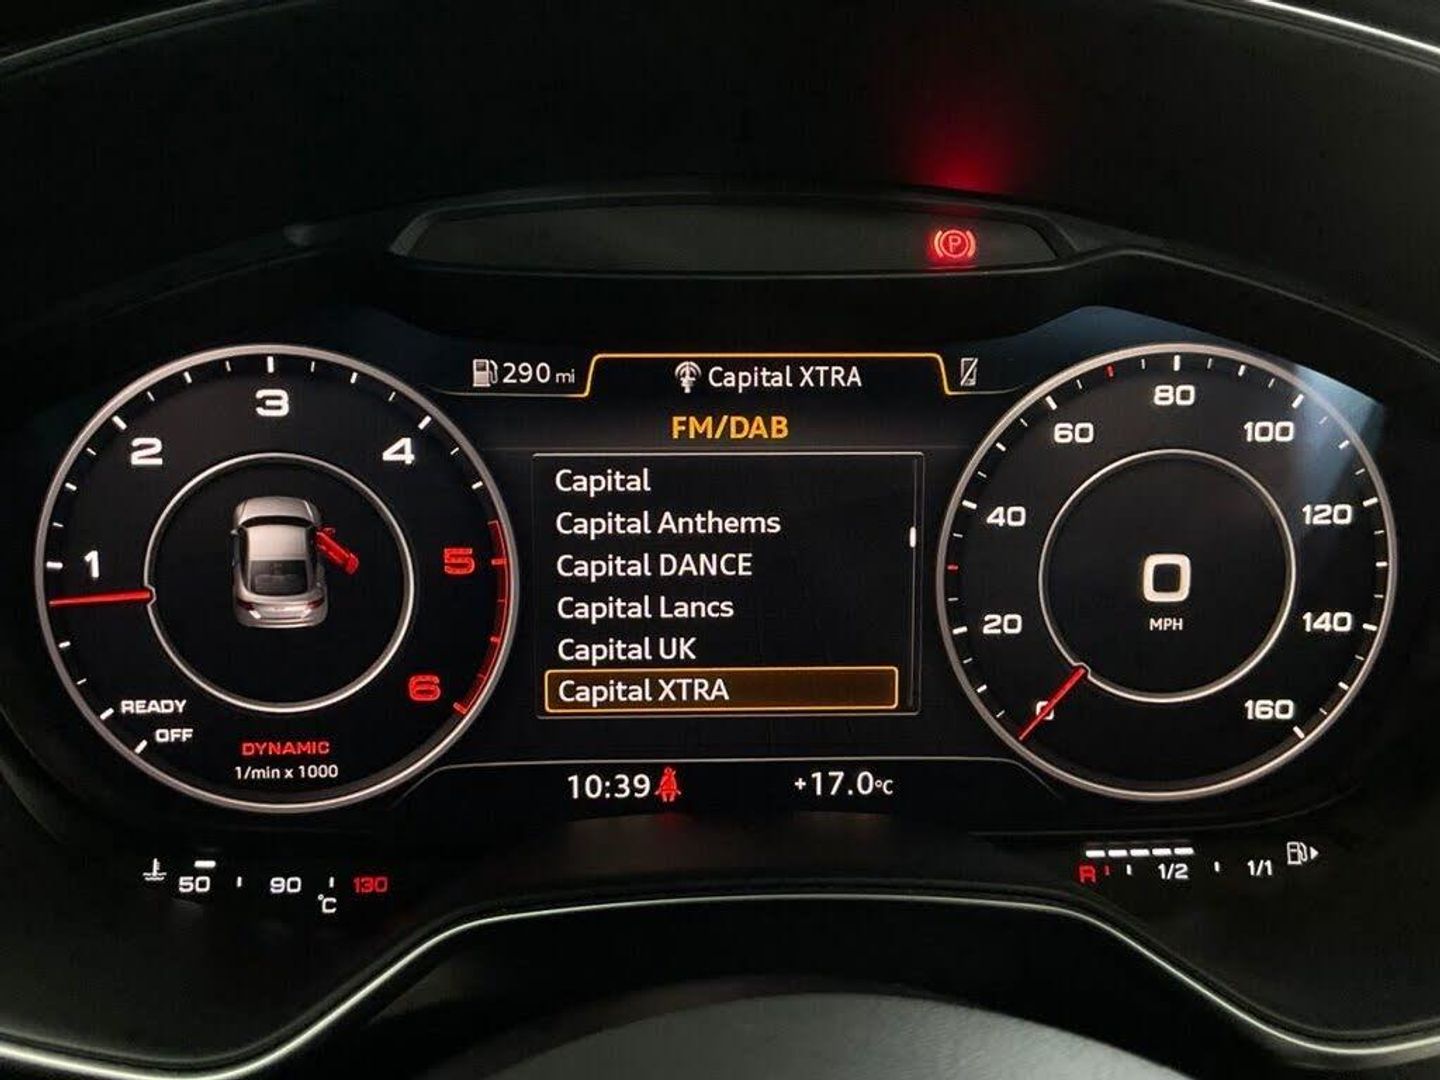 P
290 mi
Capital XTRA
FM/DAB
Capital
Capital Anthems
Capital DANCE
Capital Lancs
Capital UK
Capital XTRA
10:39
+17.0°C
1
2
3
4
5
6
READY
OFF
DYNAMIC
1/min x 1000
0
20
40
60
80
100
120
140
160
0
MPH
50
90
130
°C
R
1/2
1/1